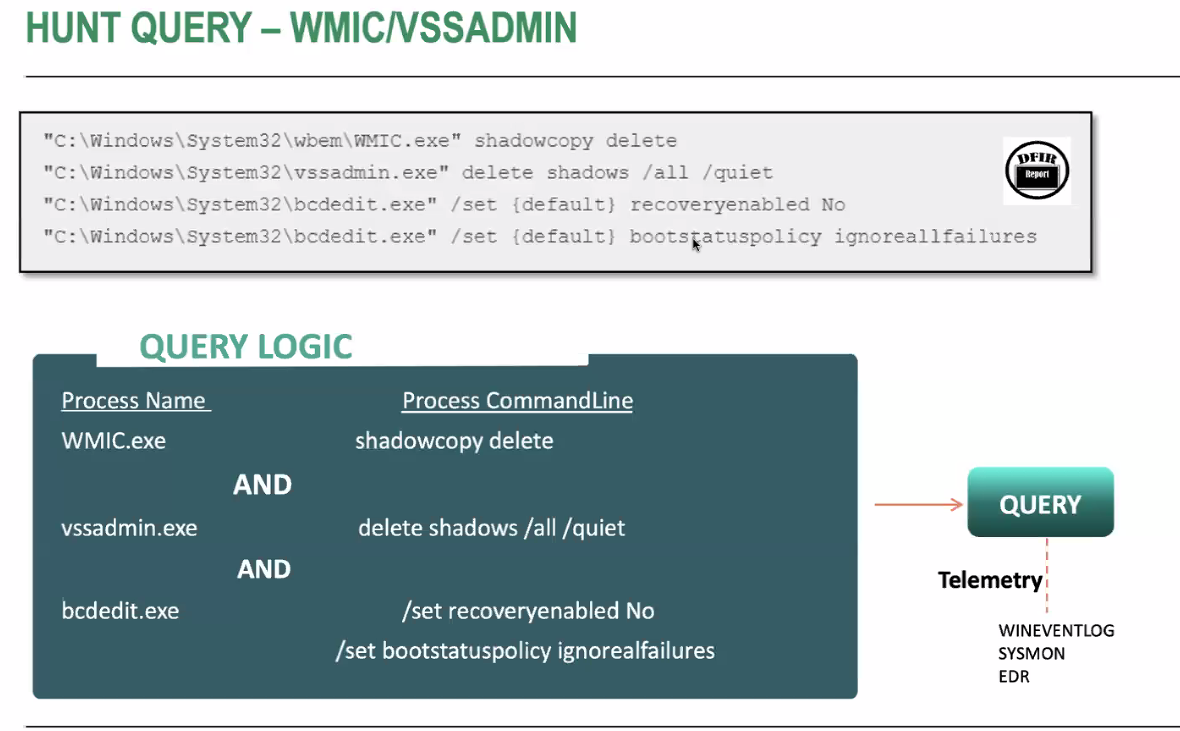 HUNT QUERY – WMIC/VSSADMIN
"C:\Windows\System32\wbem\WMIC.exe" shadowcopy delete
"C:\Windows\System32\vssadmin.exe" delete shadows /all /quiet
"C:\Windows\System32\bcdedit.exe" /set {default} recoveryenabled No
"C:\Windows\System32\bcdedit.exe" /set {default} bootstatuspolicy ignoreallfailures
DFIR
Report
QUERY LOGIC
Process Name Process CommandLine
WMIC.exe shadowcopy delete
AND
vssadmin.exe delete shadows /all /quiet
AND
bcdedit.exe /set recoveryenabled No
/set bootstatuspolicy ignorealfailures
QUERY
Telemetry
WINEVENTLOG
SYSMON
EDR